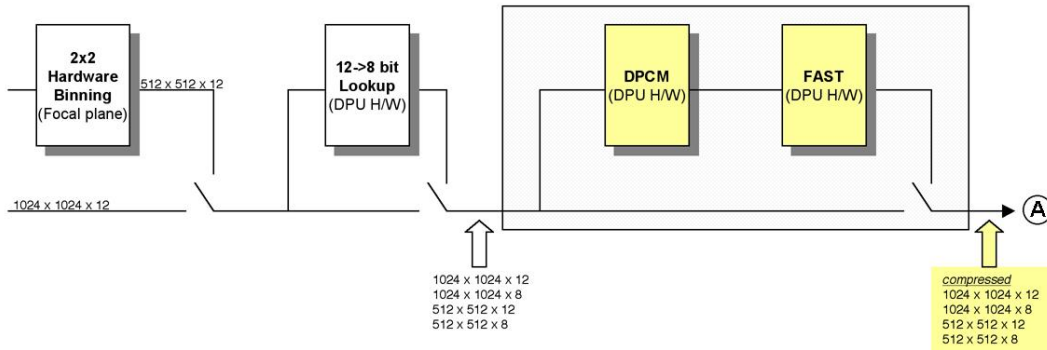 2x2
Hardware
Binning
(Focal plane)
512 x 512 x 12
1024 x 1024 x 12
12->8 bit
Lookup
(DPU H/W)
DPCM
(DPU H/W)
FAST
(DPU H/W)
A
1024 x 1024 x 12
1024 x 1024 x 8
512 x 512 x 12
512 x 512 x 8
compressed
1024 x 1024 x 12
1024 x 1024 x 8
512 x 512 x 12
512 x 512 x 8